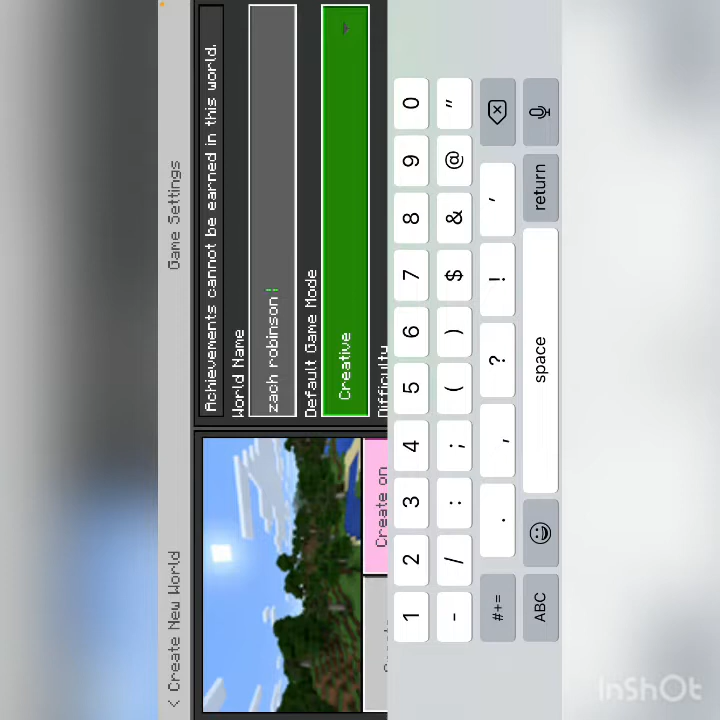 < Create New World
Game Settings
Create on
Achievements cannot be earned in this world.
World Name
zach robinson
Default Game Mode
Creative
Difficulty
1 2 3 4 5 6 7 8 9 0
- / : ; ( ) $ & @ "
#+= . , ? ! '
ABC space return
InShOt